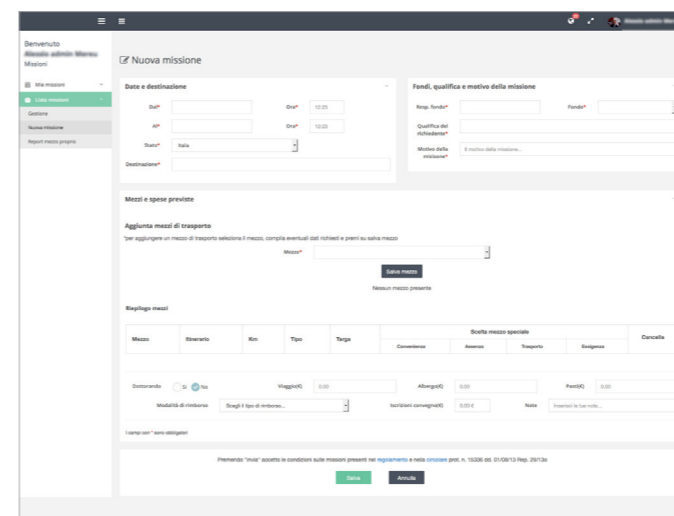 Benvenuto
Alessio admin Mereu
Missioni
Mie missioni
Lista missioni
Gestione
Nuova missione
Report mezzo proprio
Nuova missione
Date e destinazione
Dal*
Ora*
12:25
Al*
Ora*
12:25
Stato*
Italia
Destinazione*
Fondi, qualifica e motivo della missione
Resp. fondo*
Fondo*
Qualifica del
richiedente*
Motivo della
missione*
Il motivo della missione...
Mezzi e spese previste
Aggiunta mezzi di trasporto
*per aggiungere un mezzo di trasporto seleziona il mezzo, compila eventuali dati richiesti e premi su salva mezzo
Mezzo*
Salva mezzo
Nessun mezzo presente
Riepilogo mezzi
Scelta mezzo speciale
Mezzo Itinerario Km Tipo Targa Convenienza Assenza Trasporto Esigenza Cancella
Dottorando Si No Viaggio(€) 0.00 Albergo(€) 0.00 Pasti(€) 0.00
Modalità di rimborso Scegli il tipo di rimborso... Iscrizioni convegno(€) 0.00 € Note Inserisci le tue note...
I campi con * sono obbligatori
Premendo "invia" accetto le condizioni sulle missioni presenti nel regolamento e nella circolare prot. n. 15336 dd. 01/08/13 Rep. 29/13a
Salva Annulla